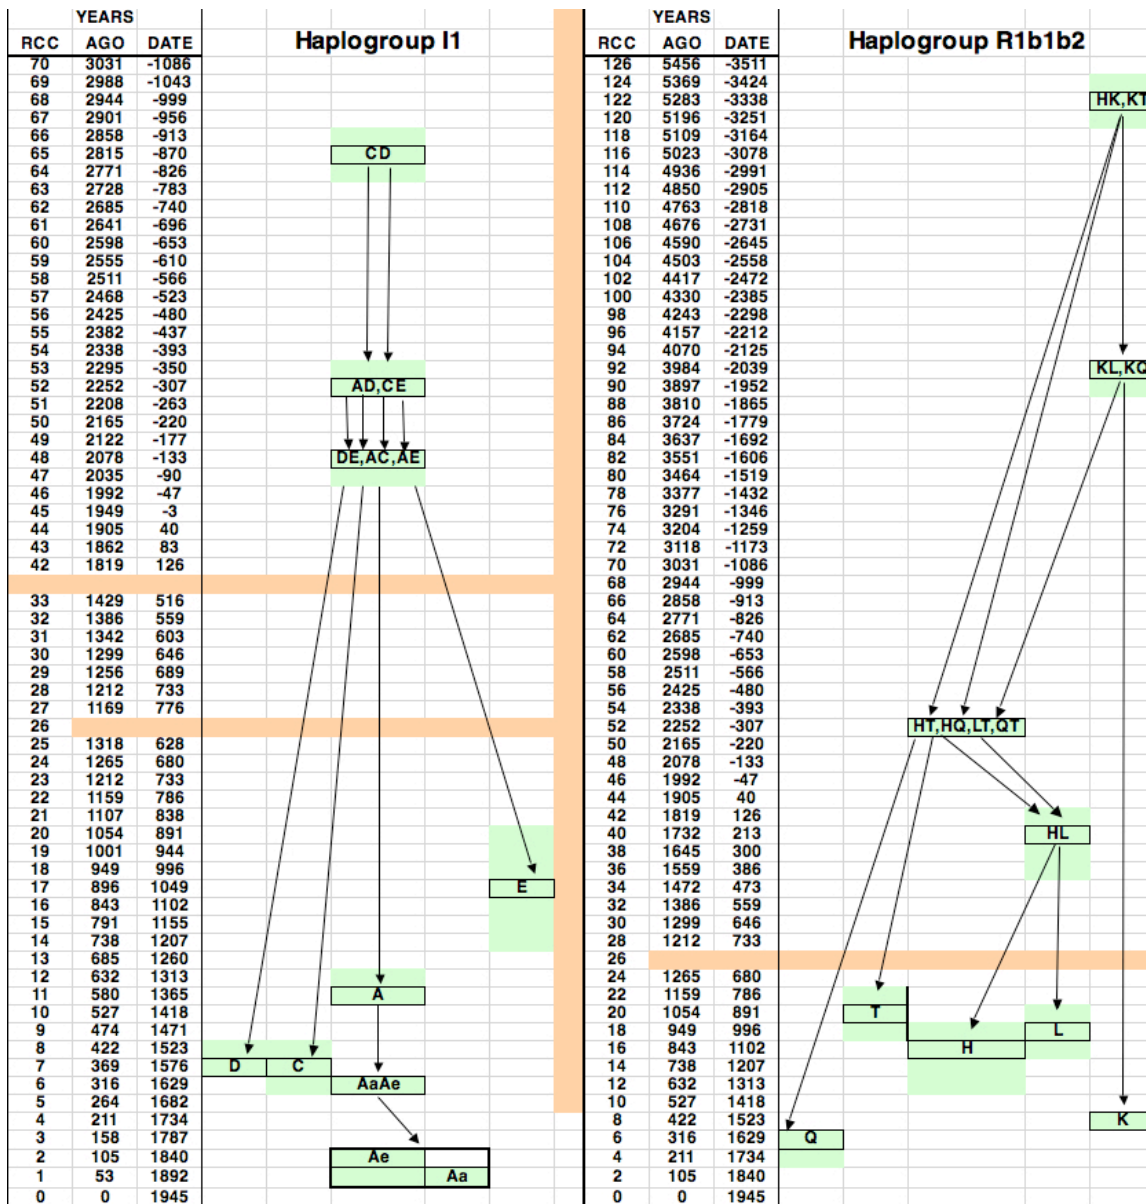 YEARS
RCC AGO DATE Haplogroup I1
70 3031 -1086
69 2988 -1043
68 2944 -999
67 2901 -956
66 2858 -913
65 2815 -870 CD
64 2771 -826
63 2728 -783
62 2685 -740
61 2641 -696
60 2598 -653
59 2555 -610
58 2511 -566
57 2468 -523
56 2425 -480
55 2382 -437
54 2338 -393
53 2295 -350
52 2252 -307 AD,CE
51 2208 -263
50 2165 -220
49 2122 -177
48 2078 -133 DE,AC,AE
47 2035 -90
46 1992 -47
45 1949 -3
44 1905 40
43 1862 83
42 1819 126
33 1429 516
32 1386 559
31 1342 603
30 1299 646
29 1256 689
28 1212 733
27 1169 776
26
25 1318 628
24 1265 680
23 1212 733
22 1159 786
21 1107 838
20 1054 891
19 1001 944
18 949 996
17 896 1049 E
16 843 1102
15 791 1155
14 738 1207
13 685 1260
12 632 1313
11 580 1365 A
10 527 1418
9 474 1471
8 422 1523
7 369 1576 D C
6 316 1629 AaAe
5 264 1682
4 211 1734
3 158 1787
2 105 1840 Ae
1 53 1892 Aa
0 0 1945
YEARS
RCC AGO DATE Haplogroup R1b1b2
126 5456 -3511
124 5369 -3424
122 5283 -3338 HK,KT
120 5196 -3251
118 5109 -3164
116 5023 -3078
114 4936 -2991
112 4850 -2905
110 4763 -2818
108 4676 -2731
106 4590 -2645
104 4503 -2558
102 4417 -2472
100 4330 -2385
98 4243 -2298
96 4157 -2212
94 4070 -2125
92 3984 -2039 KL,KQ
90 3897 -1952
88 3810 -1865
86 3724 -1779
84 3637 -1692
82 3551 -1606
80 3464 -1519
78 3377 -1432
76 3291 -1346
74 3204 -1259
72 3118 -1173
70 3031 -1086
68 2944 -999
66 2858 -913
64 2771 -826
62 2685 -740
60 2598 -653
58 2511 -566
56 2425 -480
54 2338 -393
52 2252 -307 HT,HQ,LT,QT
50 2165 -220
48 2078 -133
46 1992 -47
44 1905 40
42 1819 126
40 1732 213 HL
38 1645 300
36 1559 386
34 1472 473
32 1386 559
30 1299 646
28 1212 733
26
24 1265 680
22 1159 786
20 1054 891 T
18 949 996 L
16 843 1102 H
14 738 1207
12 632 1313
10 527 1418
8 422 1523 K
6 316 1629 Q
4 211 1734
2 105 1840
0 0 1945